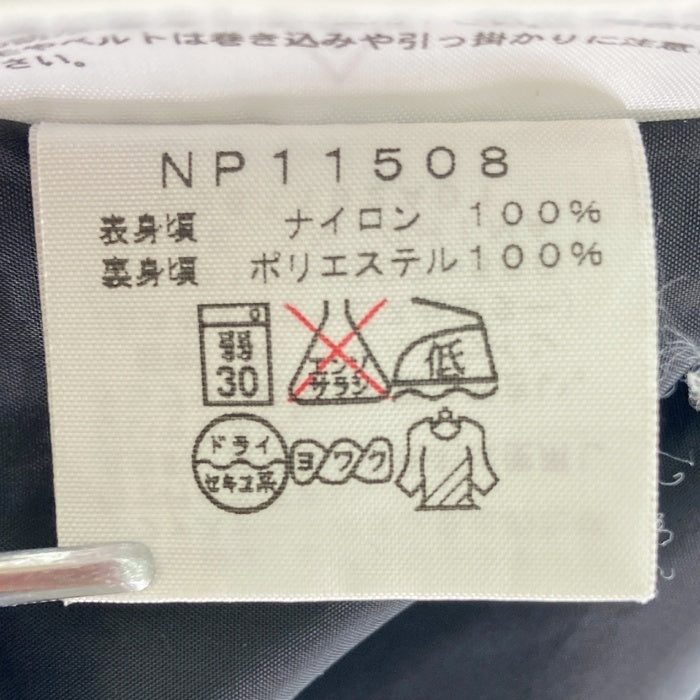 ベルトは巻き込みや引っ掛かりに注意
さい。
NP11508
表身頃 ナイロン 100%
裏身頃 ポリエステル100%
弱
30
エンソ
サラシ
低
ドライ
セキユ系
ヨワク